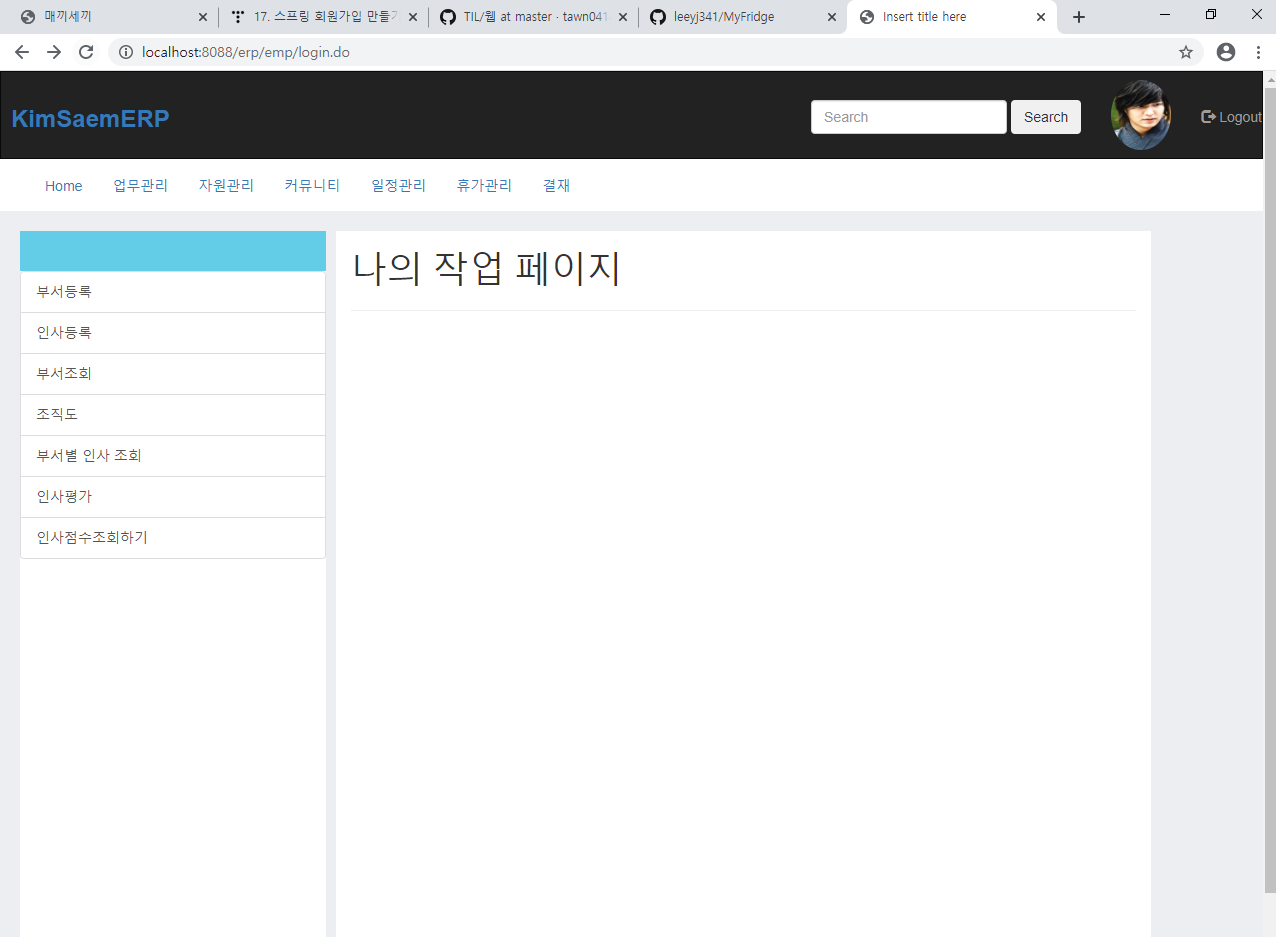 매끼세끼
17. 스프링 회원가입 만들기
TIL/웹 at master · tawn041
leeyj341/MyFridge
Insert title here
localhost:8088/erp/emp/login.do
KimSaemERP
Search
Search
Logout
Home 업무관리 자원관리 커뮤니티 일정관리 휴가관리 결재
부서등록
인사등록
부서조회
조직도
부서별 인사 조회
인사평가
인사점수조회하기
나의 작업 페이지